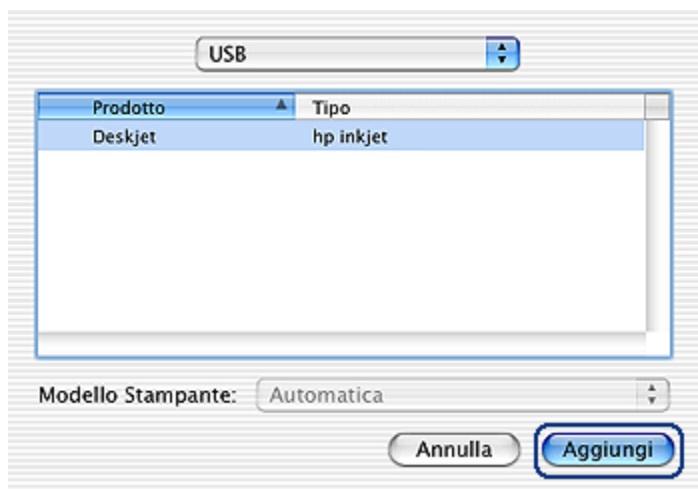 USB
Prodotto Tipo
Deskjet hp inkjet
Modello Stampante: Automatica
Annulla Aggiungi